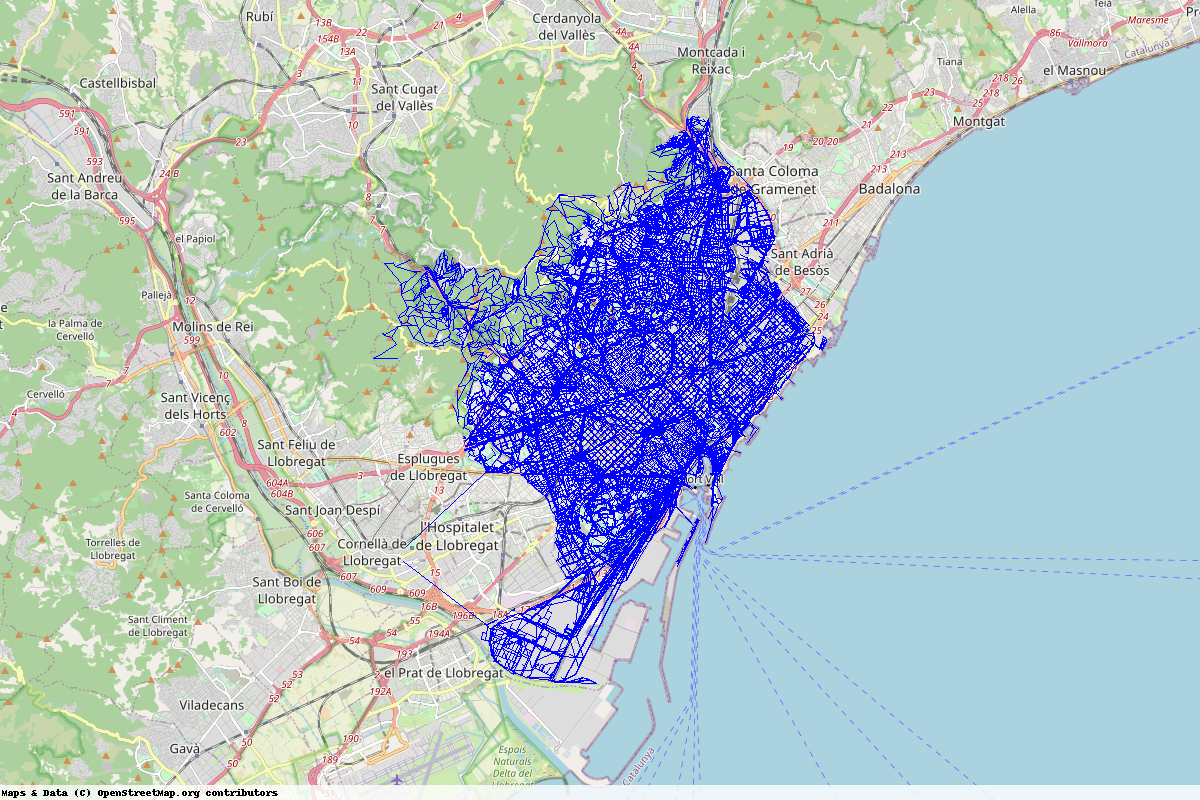 Rubí
Cerdanyola
del Vallès
4
Alella
Teià
13B
22
21
4A
Maresme
154B
86
Vallmora
13A
4A
Montcada i
Reixac
Catalunya
3
4
4
Tiana
el Masnou
Castellbisbal
11
Sant Cugat
del Vallès
218
26
23
218
591
22
25
591
10
21
Montgat
23
20
20
19
213
593
24 B
213
Santa Coloma
de Gramenet
Sant Andreu
de la Barca
8
Badalona
595
7
211
el Papiol
7
Sant Adrià
de Besòs
2
Pallejà
12
27
26
la Palma de
Cervelló
24
Molins de Rei
25
599
7
10
Cervelló
Sant Vicenç
dels Horts
4
8
602
Sant Feliu de
Llobregat
3
Esplugues
de Llobregat
604A
604B
13
Santa Coloma
de Cervelló
Sant Joan Despí
606
l'Hospitalet
de Llobregat
Torrelles de
Llobregat
607
Cornellà de
Llobregat
607
15
Sant Boi de
Llobregat
609
609
16B
196B
18A
Sant Climent
de Llobregat
55
54
54
194A
193
el Prat de Llobregat
53
192A
52
Viladecans
52
190
50
Gavà
50
189
Espais
Naturals
Delta del
Llobregat
Catalunya
Maps & Data (C) OpenStreetMap.org contributors